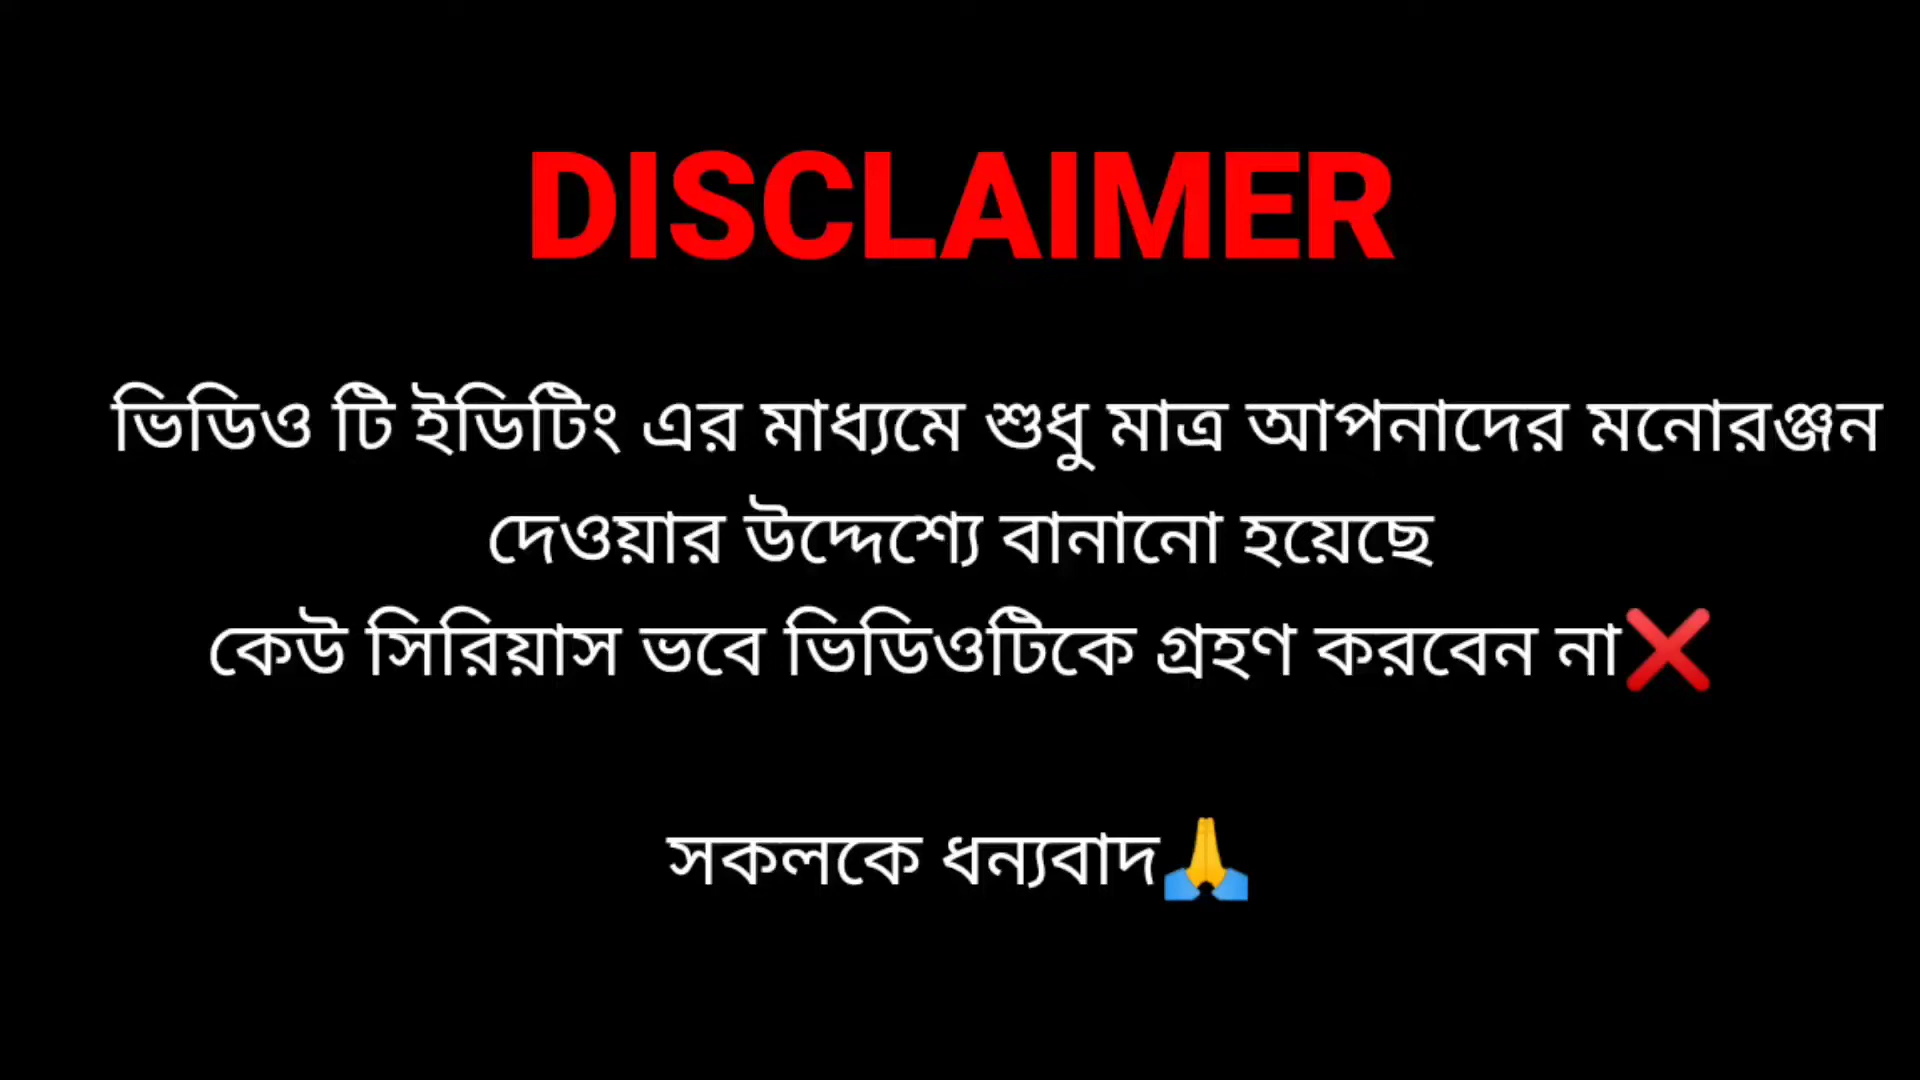 DISCLAIMER
ভিডিও টি ইডিটিং এর মাধ্যমে শুধু মাত্র আপনাদের মনোরঞ্জন
দেওয়ার উদ্দেশ্যে বানানো হয়েছে
কেউ সিরিয়াস ভবে ভিডিওটিকে গ্রহণ করবেন না❌
সকলকে ধন্যবাদ🙏